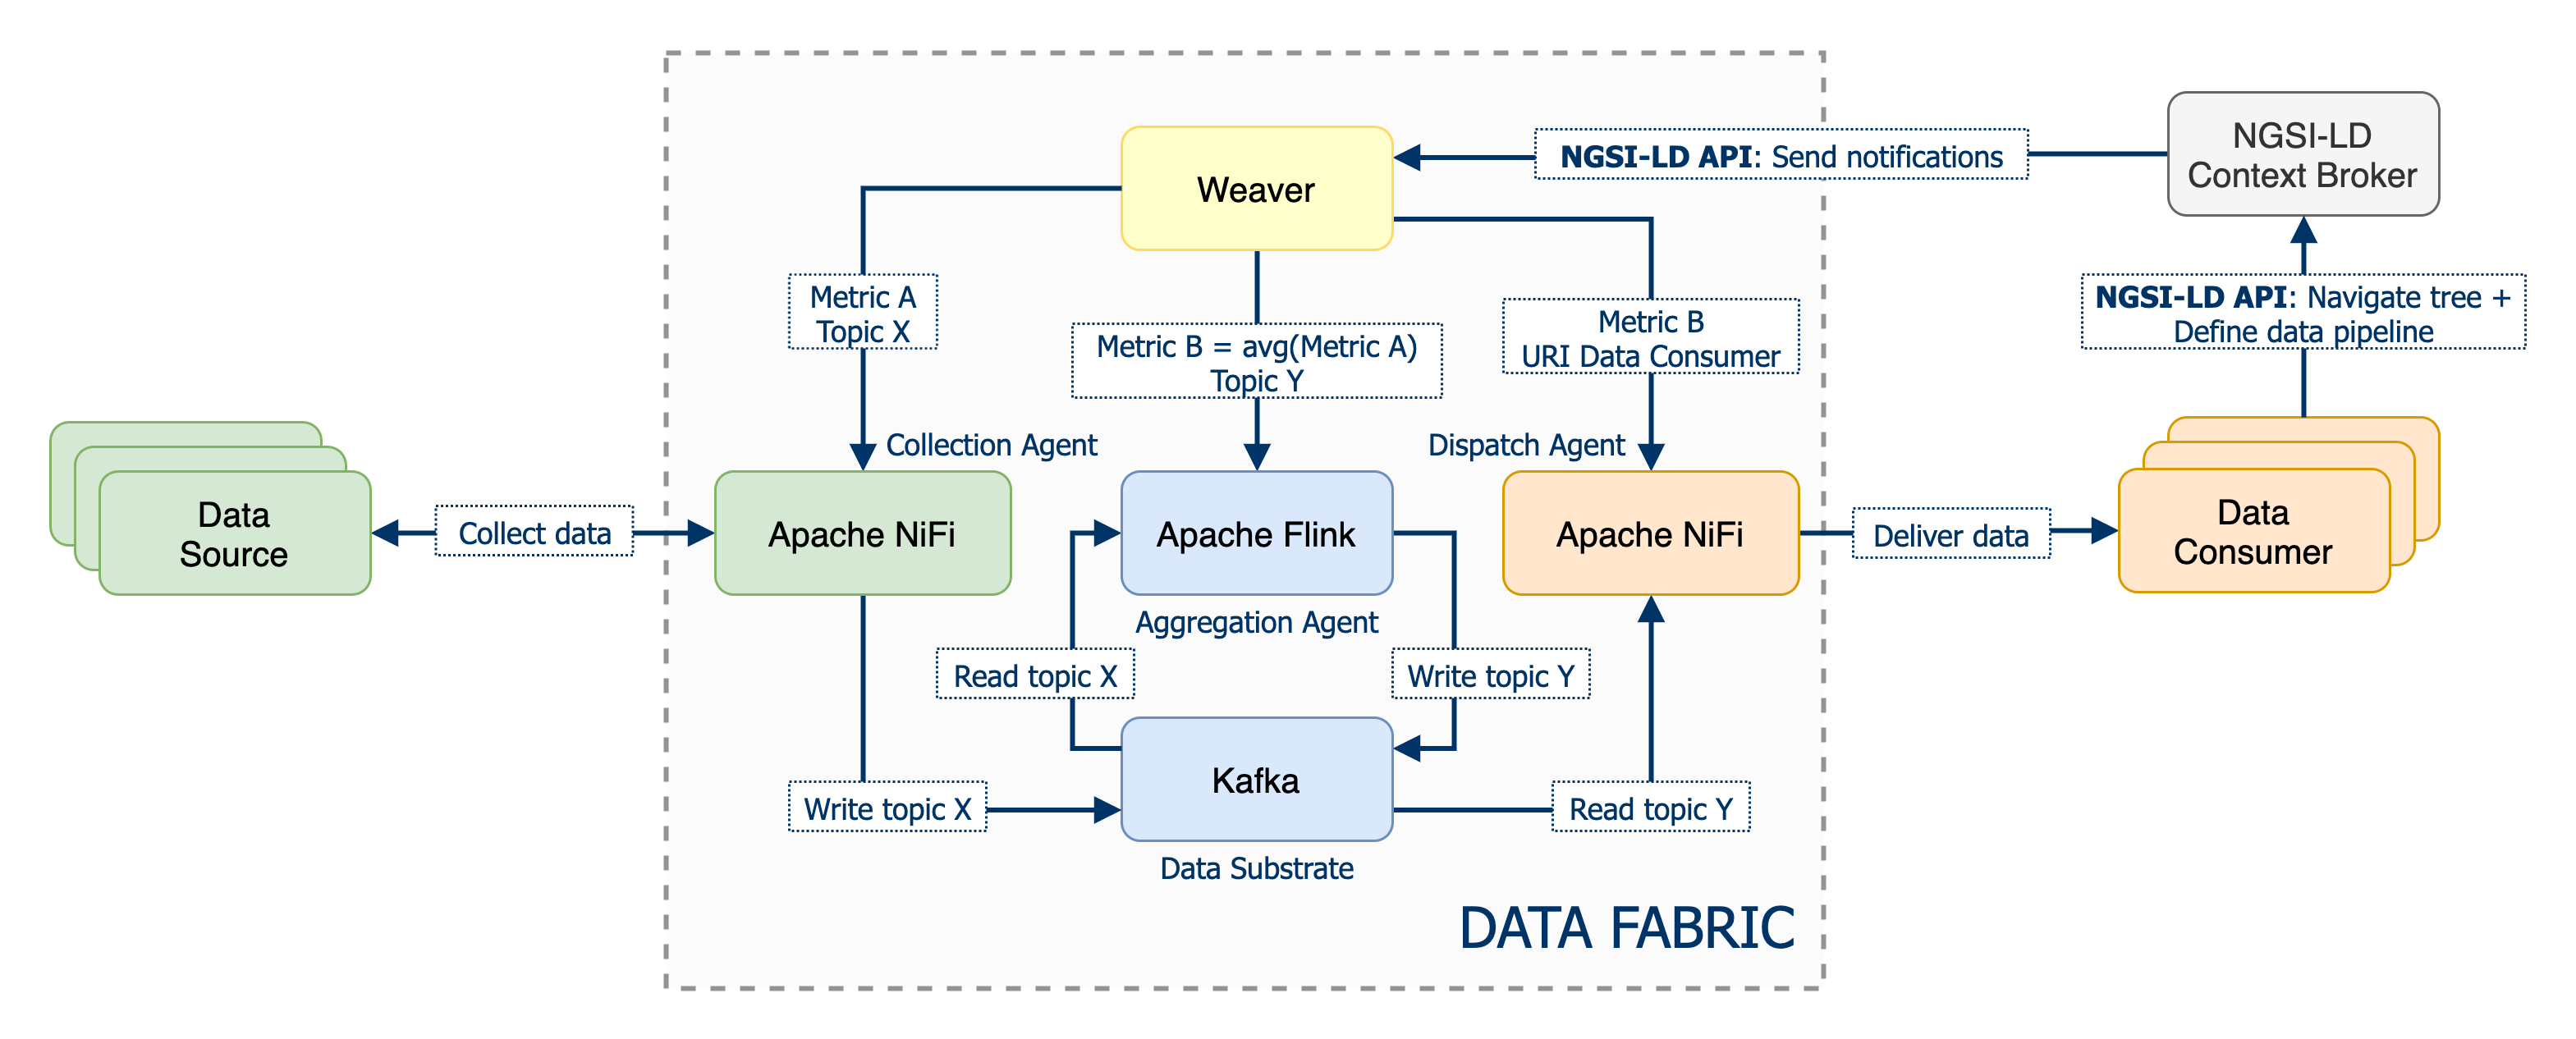 NGSI-LD
Context Broker
NGSI-LD API: Send notifications
Weaver
Metric A
Topic X
Metric B = avg(Metric A)
Topic Y
Metric B
URI Data Consumer
NGSI-LD API: Navigate tree +
Define data pipeline
Collection Agent
Dispatch Agent
Data
Source
Collect data
Apache NiFi
Apache Flink
Apache NiFi
Deliver data
Data
Consumer
Aggregation Agent
Read topic X
Write topic Y
Write topic X
Kafka
Read topic Y
Data Substrate
DATA FABRIC